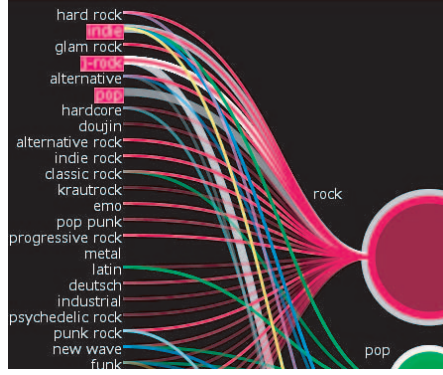 hard rock
indie
glam rock
j-rock
alternative
pop
hardcore
doujin
alternative rock
indie rock
classic rock
krautrock
rock
emo
pop punk
progressive rock
metal
latin
deutsch
industrial
psychedelic rock
punk rock
new wave
pop
funk